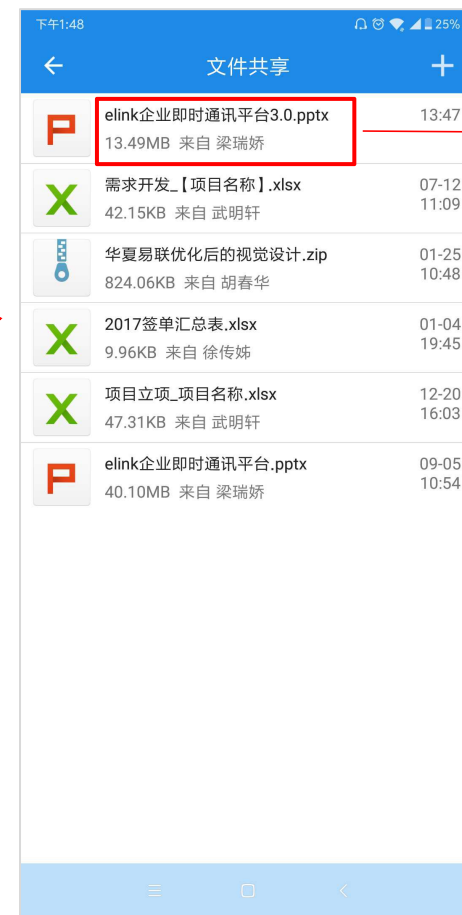 下午1:48
25%
文件共享
elink企业即时通讯平台3.0.pptx
13:47
13.49MB 来自 梁瑞娇
需求开发_【项目名称】.xlsx
07-12
42.15KB 来自 武明轩
11:09
华夏易联优化后的视觉设计.zip
01-25
824.06KB 来自 胡春华
10:48
2017签单汇总表.xlsx
01-04
9.96KB 来自 徐传姊
19:45
项目立项_项目名称.xlsx
12-20
47.31KB 来自 武明轩
16:03
elink企业即时通讯平台.pptx
09-05
40.10MB 来自 梁瑞娇
10:54